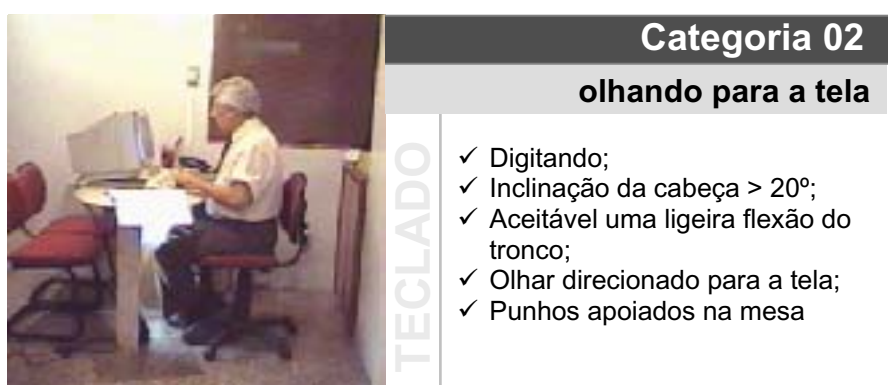 Categoria 02
olhando para a tela
TECLADO
✓ Digitando;
✓ Inclinação da cabeça > 20º;
✓ Aceitável uma ligeira flexão do
tronco;
✓ Olhar direcionado para a tela;
✓ Punhos apoiados na mesa